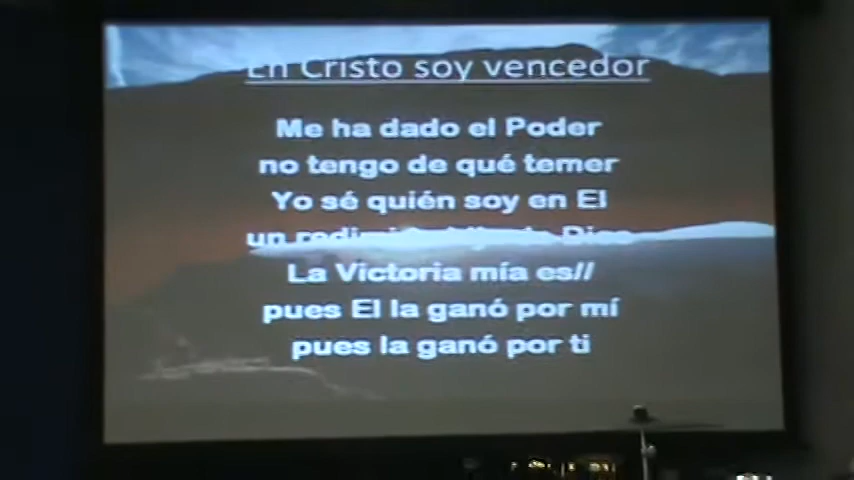 En Cristo soy vencedor
Me ha dado el Poder
no tengo de qué temer
Yo sé quién soy en El
un
La Victoria mía es//
pues El la ganó por mí
pues la ganó por ti